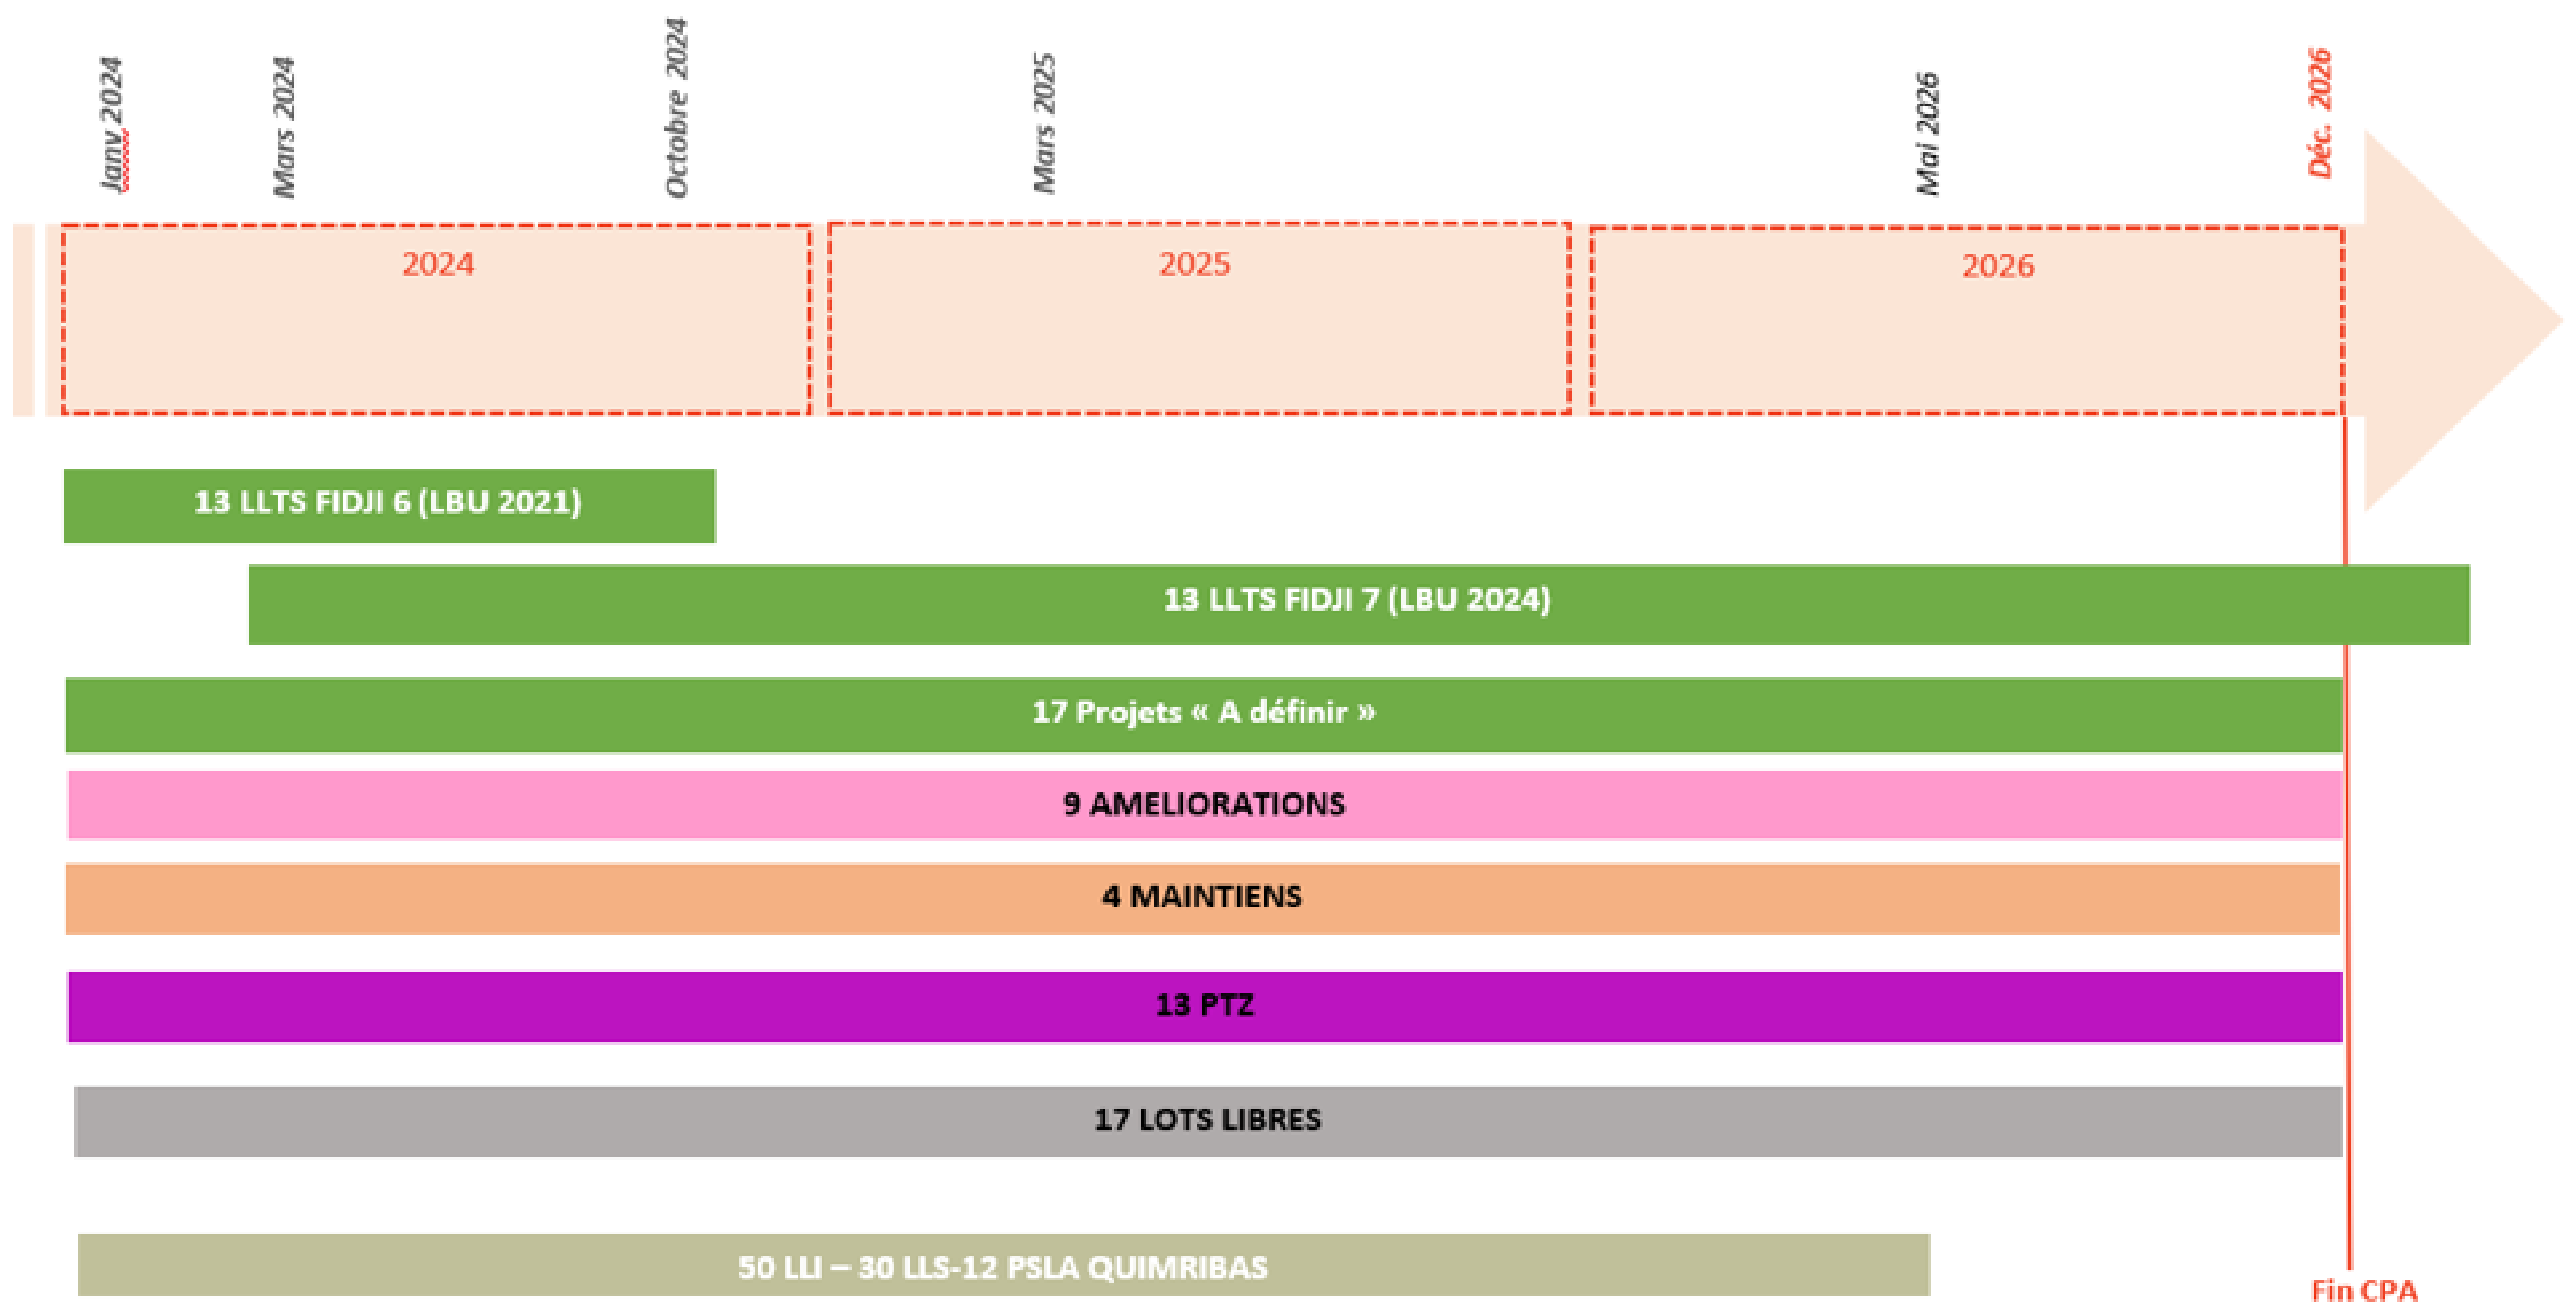 Janv 2024
Mars 2024
Octobre 2024
Mars 2025
Mai 2026
Déc. 2026
2024
2025
2026
13 LLTS FIDJI 6 (LBU 2021)
13 LLTS FIDJI 7 (LBU 2024)
17 Projets « A définir »
9 AMELIORATIONS
4 MAINTIENS
13 PTZ
17 LOTS LIBRES
50 LLI – 30 LLS-12 PSLA QUIMRIBAS
Fin CPA